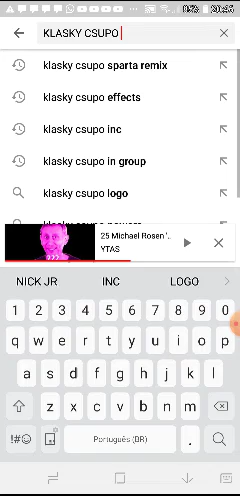 KLASKY CSUPO
klasky csupo sparta remix
klasky csupo effects
klasky csupo inc
klasky csupo in group
klasky csupo logo
25 Michael Rosen '..
YTAS
NICK JR INC LOGO
1 2 3 4 5 6 7 8 9 0
q w e r t y u i o p
a s d f g h j k l
z x c v b n m
!#☺ Português (BR) .